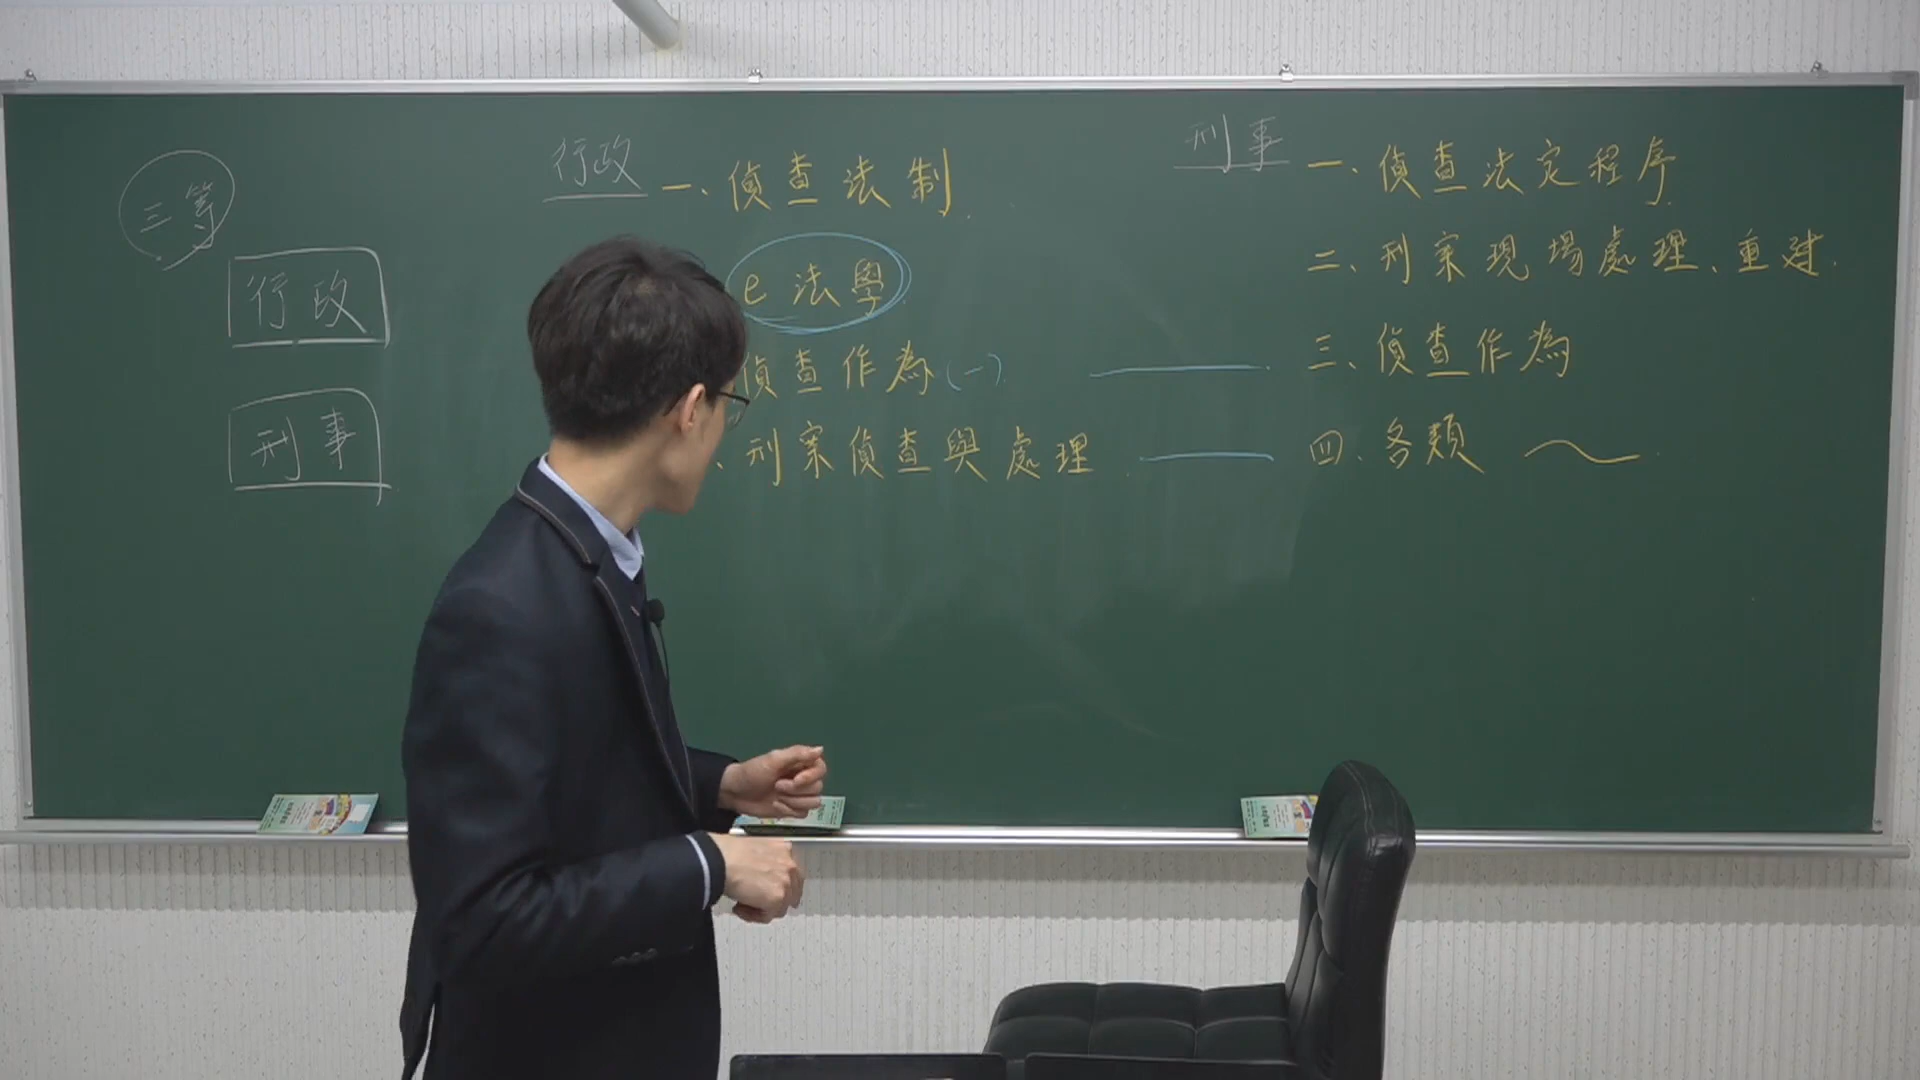 三等
行政
刑事
行政
一、偵查法制
e法學
偵查作為(一)
、刑案偵查與處理
刑事
一、偵查法定程序
二、刑案現場處理、重建
三、偵查作為
四、各類